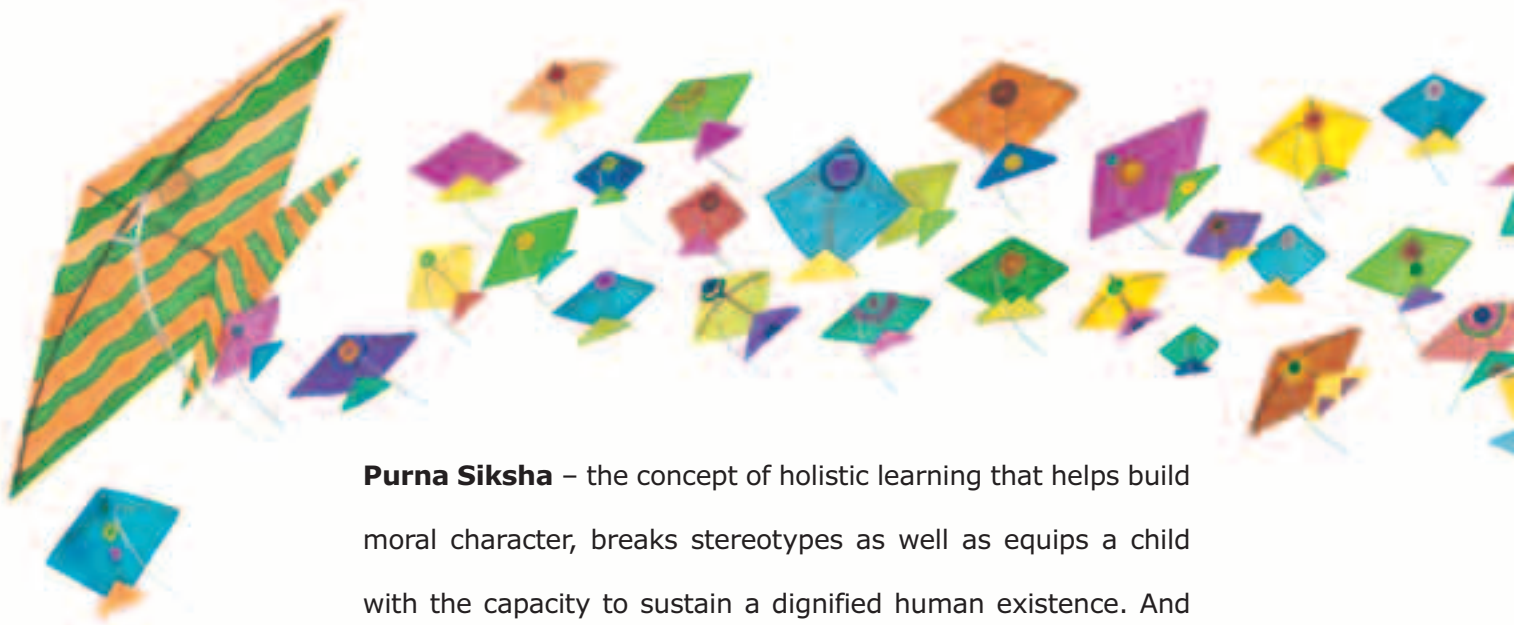 Purna Siksha – the concept of holistic learning that helps build
moral character, breaks stereotypes as well as equips a child
with the capacity to sustain a dignified human existence. And